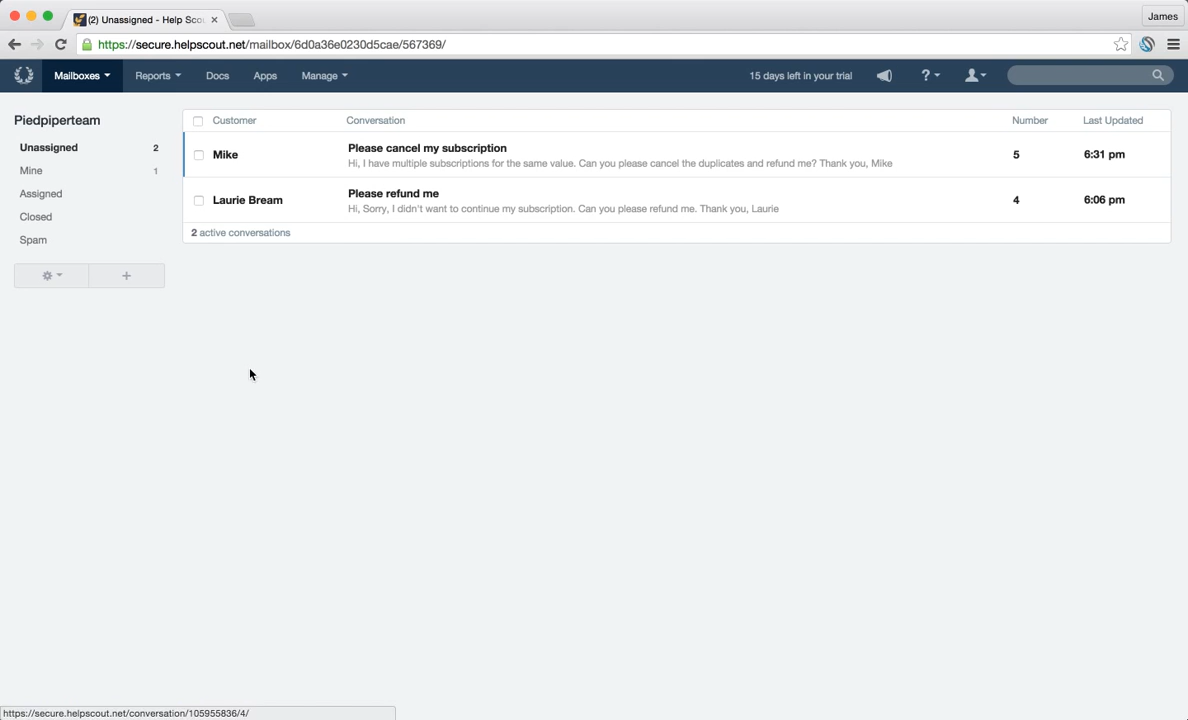 (2) Unassigned - Help Scou
James
https://secure.helpscout.net/mailbox/6d0a36e0230d5cae/567369/
Mailboxes Reports Docs Apps Manage 15 days left in your trial ?
Piedpiperteam
Unassigned 2
Mine 1
Assigned
Closed
Spam
+
Customer Conversation Number Last Updated
Mike Please cancel my subscription 5 6:31 pm
Hi, I have multiple subscriptions for the same value. Can you please cancel the duplicates and refund me? Thank you, Mike
Laurie Bream Please refund me 4 6:06 pm
Hi, Sorry, I didn't want to continue my subscription. Can you please refund me. Thank you, Laurie
2 active conversations
https://secure.helpscout.net/conversation/105955836/4/